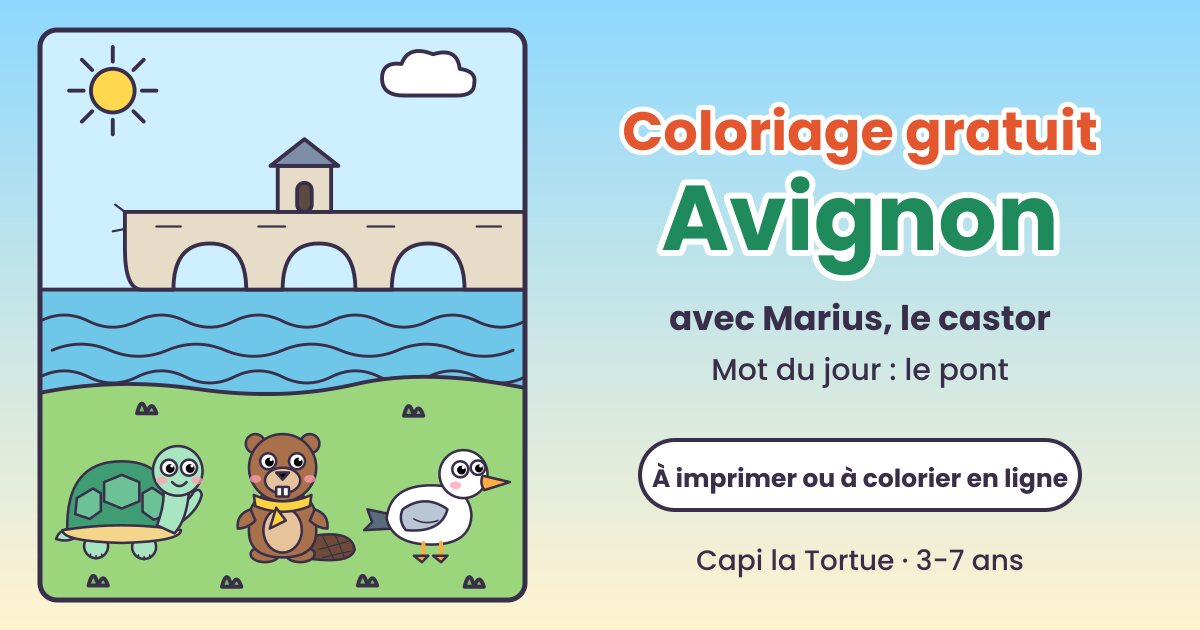 Coloriage gratuit
Avignon
avec Marius, le castor
Mot du jour : le pont
À imprimer ou à colorier en ligne
Capi la Tortue · 3-7 ans